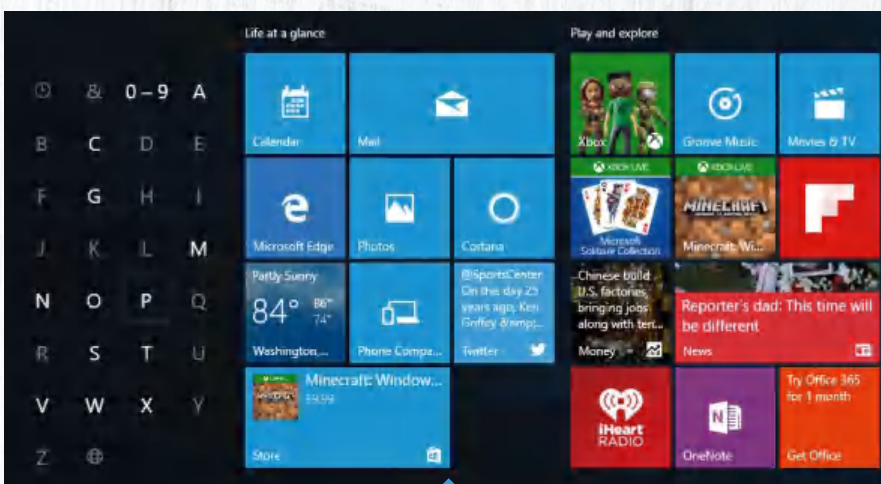 Life at a glance
Play and explore
& 0-9 A
B C D E
F G H I
J K L M
N O P Q
R S T U
V W X Y
Z
Calendar
Mail
Xbox
Groove Music
Movies & TV
Microsoft Edge
Photos
Cortana
XBOX LIVE
Microsoft
Solitaire Collection
XBOX LIVE
MINECRAFT
Minecraft: Wi...
Partly Sunny
84° 86°
74°
Washington,...
Phone Compa...
@SportsCenter
On this day 25
years ago, Ken
Griffey &amp;...
Twitter
Chinese build
U.S. factories,
bringing jobs
along with ten...
Money
Reporter's dad: This time will
be different
News
Minecraft: Window...
Store
iHeart
RADIO
N
OneNote
Try Office 365
for 1 month
Get Office